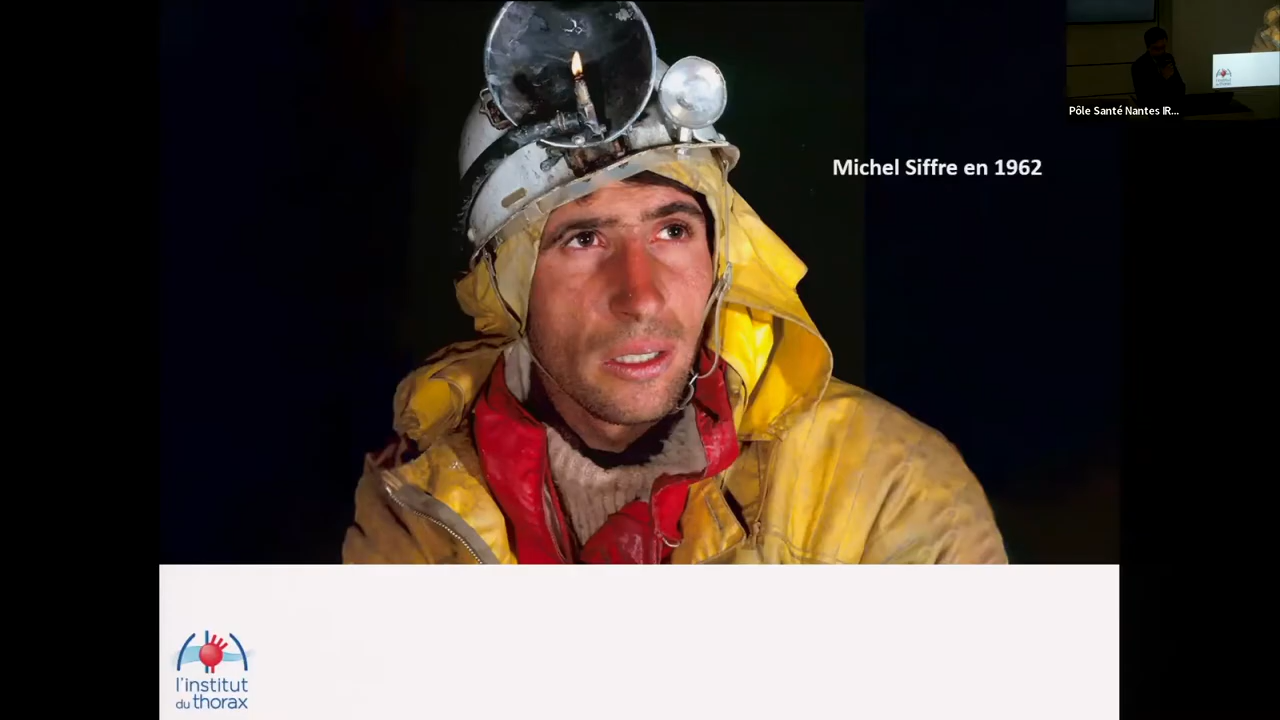 Pôle Santé Nantes IR...
Michel Siffre en 1962
l'institut
du thorax